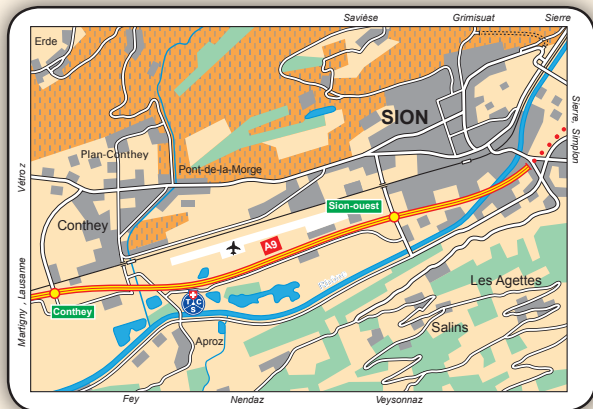 Savièse
Grimisuat
Sierre
Erde
SION
Sierre, Simplon
Plan-Conthey
Pont-de-la-Morge
Vétroz
Sion-ouest
Conthey
A9
Martigny - Lausanne
Les Agettes
Conthey
TCS
Salins
Aproz
Fey
Nendaz
Veysonnaz